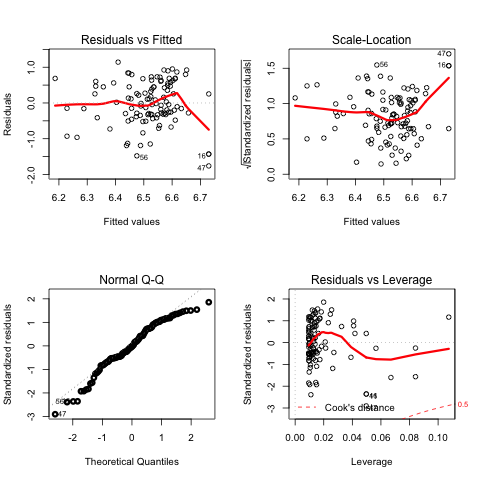 Residuals vs Fitted
Residuals
1.0
0.0
-1.0
-2.0
56
16
47
6.2 6.3 6.4 6.5 6.6 6.7
Fitted values
Scale-Location
√|Standardized residuals|
1.5
1.0
0.5
0.0
56
47
16
6.2 6.3 6.4 6.5 6.6 6.7
Fitted values
Normal Q-Q
Standardized residuals
2
1
0
-1
-2
-3
56
47
-2 -1 0 1 2
Theoretical Quantiles
Residuals vs Leverage
Standardized residuals
2
1
0
-1
-2
-3
Cook's distance
0.5
0.00 0.02 0.04 0.06 0.08 0.10
Leverage